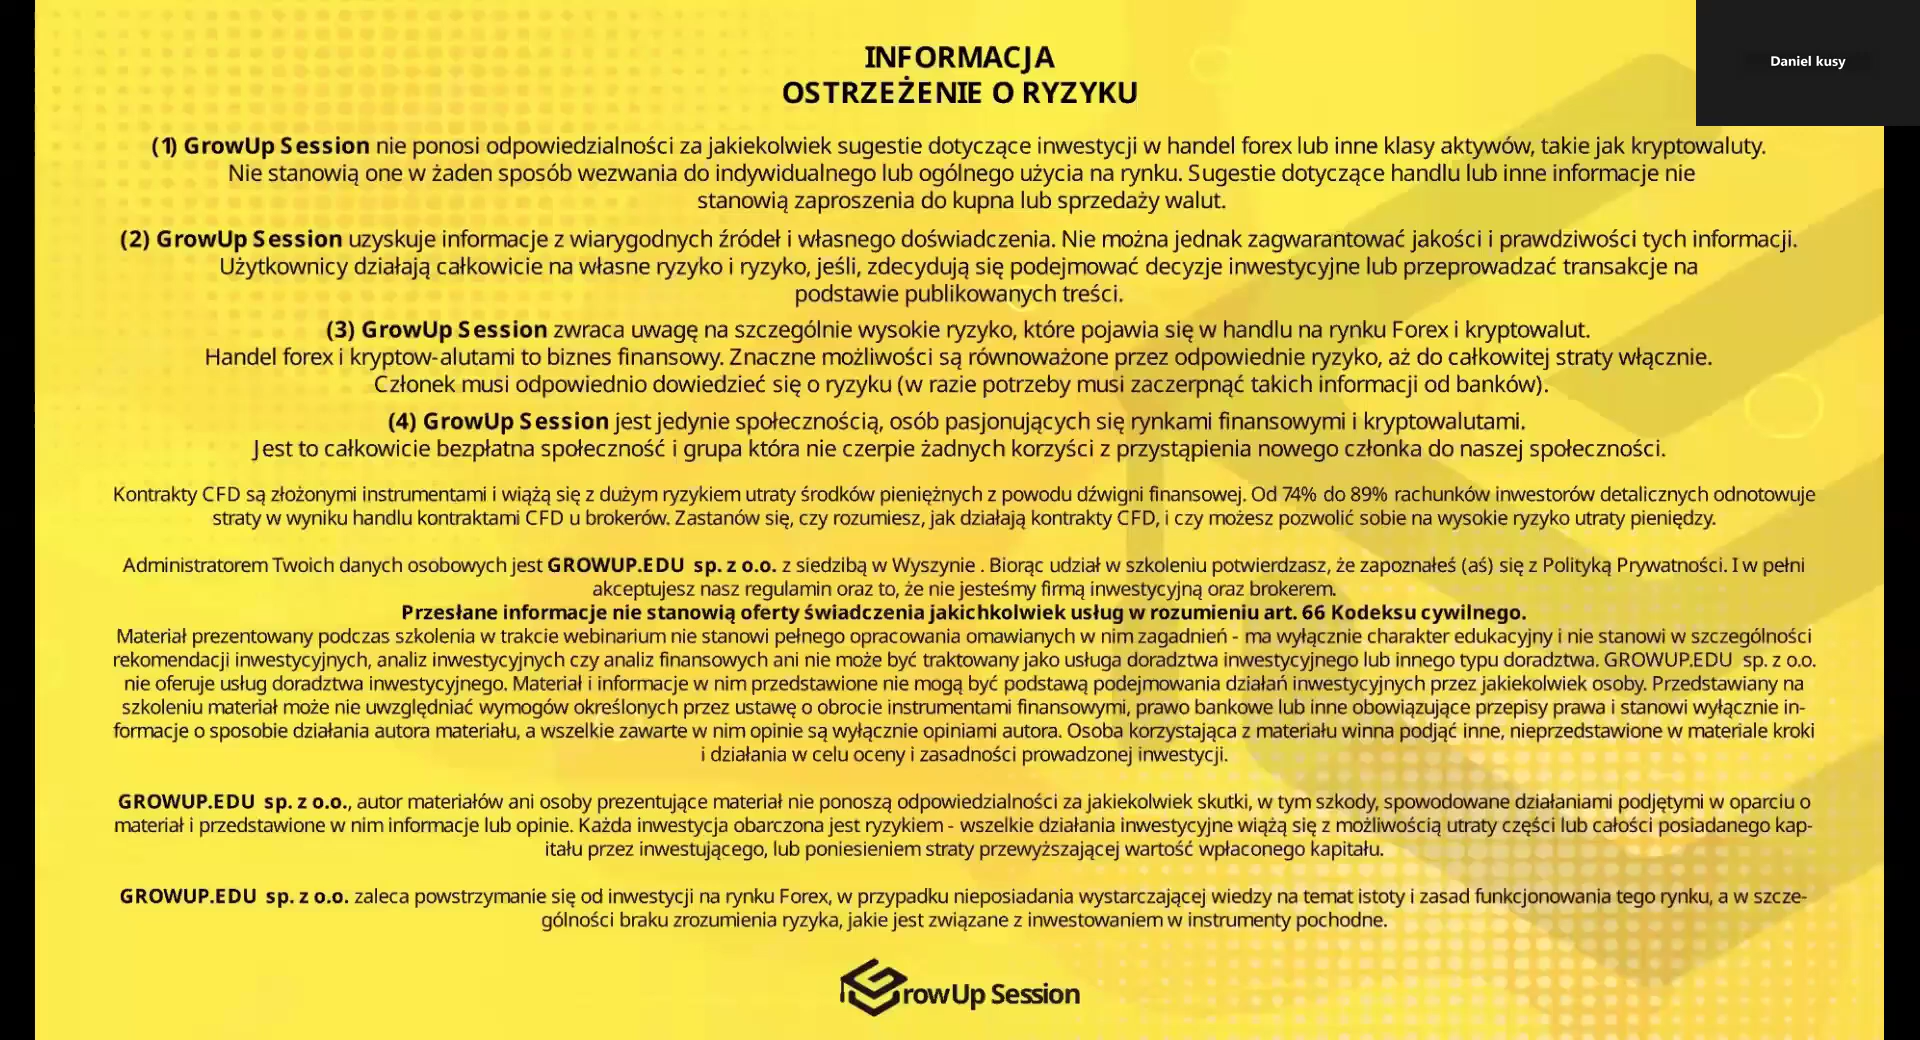 INFORMACJA
OSTRZEŻENIE O RYZYKU
Daniel kusy
(1) GrowUp Session nie ponosi odpowiedzialności za jakiekolwiek sugestie dotyczące inwestycji w handel forex lub inne klasy aktywów, takie jak kryptowaluty.
Nie stanowią one w żaden sposób wezwania do indywidualnego lub ogólnego użycia na rynku. Sugestie dotyczące handlu lub inne informacje nie
stanowią zaproszenia do kupna lub sprzedaży walut.
(2) GrowUp Session uzyskuje informacje z wiarygodnych źródeł i własnego doświadczenia. Nie można jednak zagwarantować jakości i prawdziwości tych informacji.
Użytkownicy działają całkowicie na własne ryzyko i ryzyko, jeśli, zdecydują się podejmować decyzje inwestycyjne lub przeprowadzać transakcje na
podstawie publikowanych treści.
(3) GrowUp Session zwraca uwagę na szczególnie wysokie ryzyko, które pojawia się w handlu na rynku Forex i kryptowalut.
Handel forex i kryptow-alutami to biznes finansowy. Znaczne możliwości są równoważone przez odpowiednie ryzyko, aż do całkowitej straty włącznie.
Członek musi odpowiednio dowiedzieć się o ryzyku (w razie potrzeby musi zaczerpnąć takich informacji od banków).
(4) GrowUp Session jest jedynie społecznością, osób pasjonujących się rynkami finansowymi i kryptowalutami.
Jest to całkowicie bezpłatna społeczność i grupa która nie czerpie żadnych korzyści z przystąpienia nowego członka do naszej społeczności.
Kontrakty CFD są złożonymi instrumentami i wiążą się z dużym ryzykiem utraty środków pieniężnych z powodu dźwigni finansowej. Od 74% do 89% rachunków inwestorów detalicznych odnotowuje
straty w wyniku handlu kontraktami CFD u brokerów. Zastanów się, czy rozumiesz, jak działają kontrakty CFD, i czy możesz pozwolić sobie na wysokie ryzyko utraty pieniędzy.
Administratorem Twoich danych osobowych jest GROWUP.EDU sp. z o.o. z siedzibą w Wyszynie . Biorąc udział w szkoleniu potwierdzasz, że zapoznałeś (aś) się z Polityką Prywatności. I w pełni
akceptujesz nasz regulamin oraz to, że nie jesteśmy firmą inwestycyjną oraz brokerem.
Przesłane informacje nie stanowią oferty świadczenia jakichkolwiek usług w rozumieniu art. 66 Kodeksu cywilnego.
Materiał prezentowany podczas szkolenia w trakcie webinarium nie stanowi pełnego opracowania omawianych w nim zagadnień - ma wyłącznie charakter edukacyjny i nie stanowi w szczególności
rekomendacji inwestycyjnych, analiz inwestycyjnych czy analiz finansowych ani nie może być traktowany jako usługa doradztwa inwestycyjnego lub innego typu doradztwa. GROWUP.EDU sp. z o.o.
nie oferuje usług doradztwa inwestycyjnego. Materiał i informacje w nim przedstawione nie mogą być podstawą podejmowania działań inwestycyjnych przez jakiekolwiek osoby. Przedstawiany na
szkoleniu materiał może nie uwzględniać wymogów określonych przez ustawę o obrocie instrumentami finansowymi, prawo bankowe lub inne obowiązujące przepisy prawa i stanowi wyłącznie in-
formacje o sposobie działania autora materiału, a wszelkie zawarte w nim opinie są wyłącznie opiniami autora. Osoba korzystająca z materiału winna podjąć inne, nieprzedstawione w materiale kroki
i działania w celu oceny i zasadności prowadzonej inwestycji.
GROWUP.EDU sp. z o.o., autor materiałów ani osoby prezentujące materiał nie ponoszą odpowiedzialności za jakiekolwiek skutki, w tym szkody, spowodowane działaniami podjętymi w oparciu o
materiał i przedstawione w nim informacje lub opinie. Każda inwestycja obarczona jest ryzykiem - wszelkie działania inwestycyjne wiążą się z możliwością utraty części lub całości posiadanego kap-
itału przez inwestującego, lub poniesieniem straty przewyższającej wartość wpłaconego kapitału.
GROWUP.EDU sp. z o.o. zaleca powstrzymanie się od inwestycji na rynku Forex, w przypadku nieposiadania wystarczającej wiedzy na temat istoty i zasad funkcjonowania tego rynku, a w szcze-
gólności braku zrozumienia ryzyka, jakie jest związane z inwestowaniem w instrumenty pochodne.
GrowUp Session